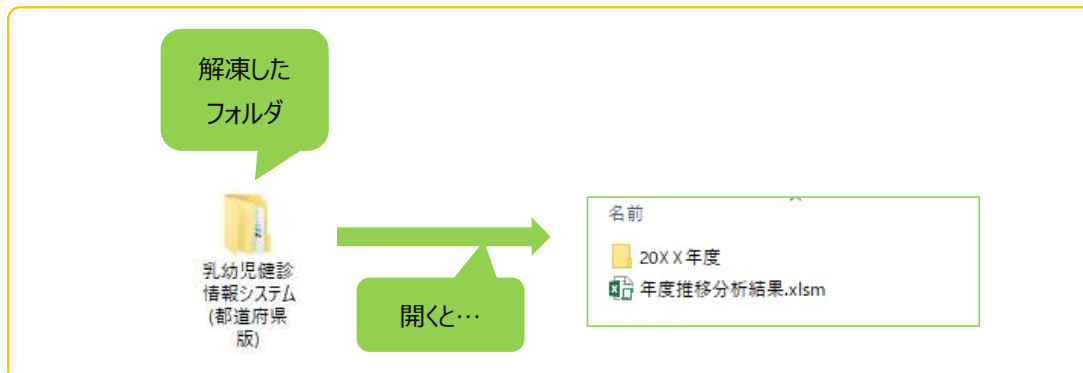 解凍した
フォルダ
乳幼児健診
情報システム
(都道府県
版)
開くと…
名前
20ＸＸ年度
年度推移分析結果.xlsm